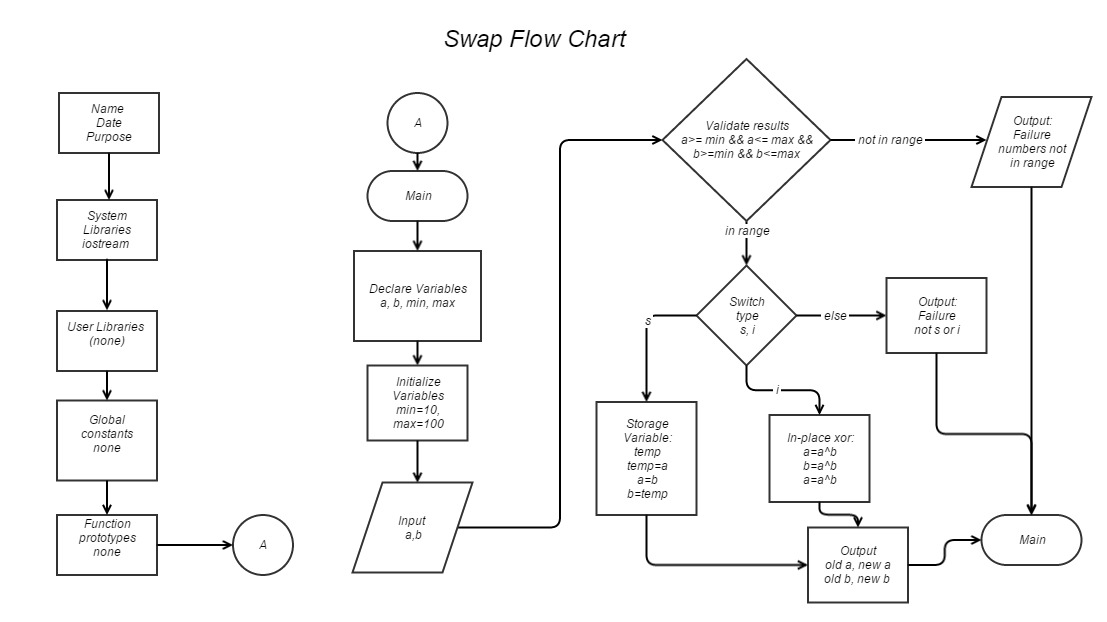 Swap Flow Chart
Name
Date
Purpose
System
Libraries
iostream
User Libraries
(none)
Global
constants
none
Function
prototypes
none
A
A
Main
Declare Variables
a, b, min, max
Initialize
Variables
min=10,
max=100
Input
a,b
Validate results
a>= min && a<= max &&
b>=min && b<=max
not in range
Output:
Failure
numbers not
in range
in range
Switch
type
s, i
else
Output:
Failure
not s or i
s
i
Storage
Variable:
temp
temp=a
a=b
b=temp
In-place xor:
a=a^b
b=a^b
a=a^b
Output
old a, new a
old b, new b
Main